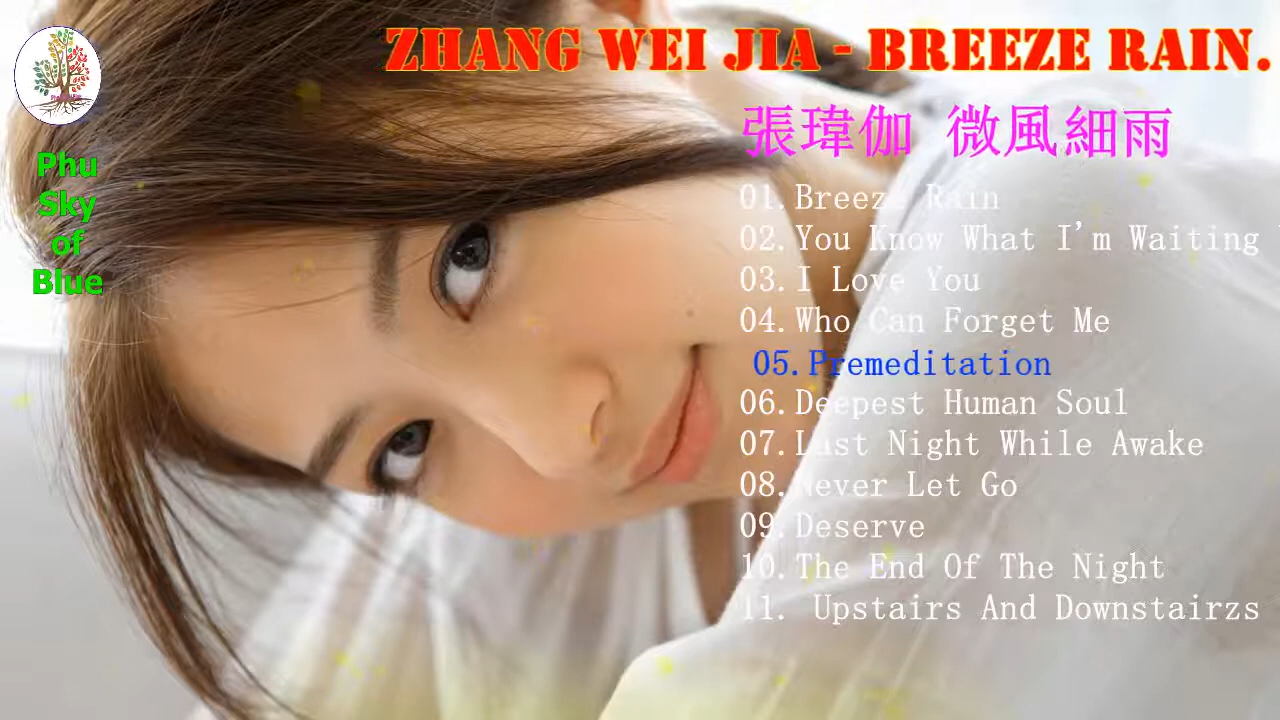 ZHANG WEI JIA - BREEZE RAIN.
張瑋伽 微風細雨
Phu
Sky
of
Blue
01.Breeze Rain
02.You Know What I'm Waiting
03.I Love You
04.Who Can Forget Me
05.Premeditation
06.Deepest Human Soul
07.Last Night While Awake
08.Never Let Go
09.Deserve
10.The End Of The Night
11. Upstairs And Downstairzs